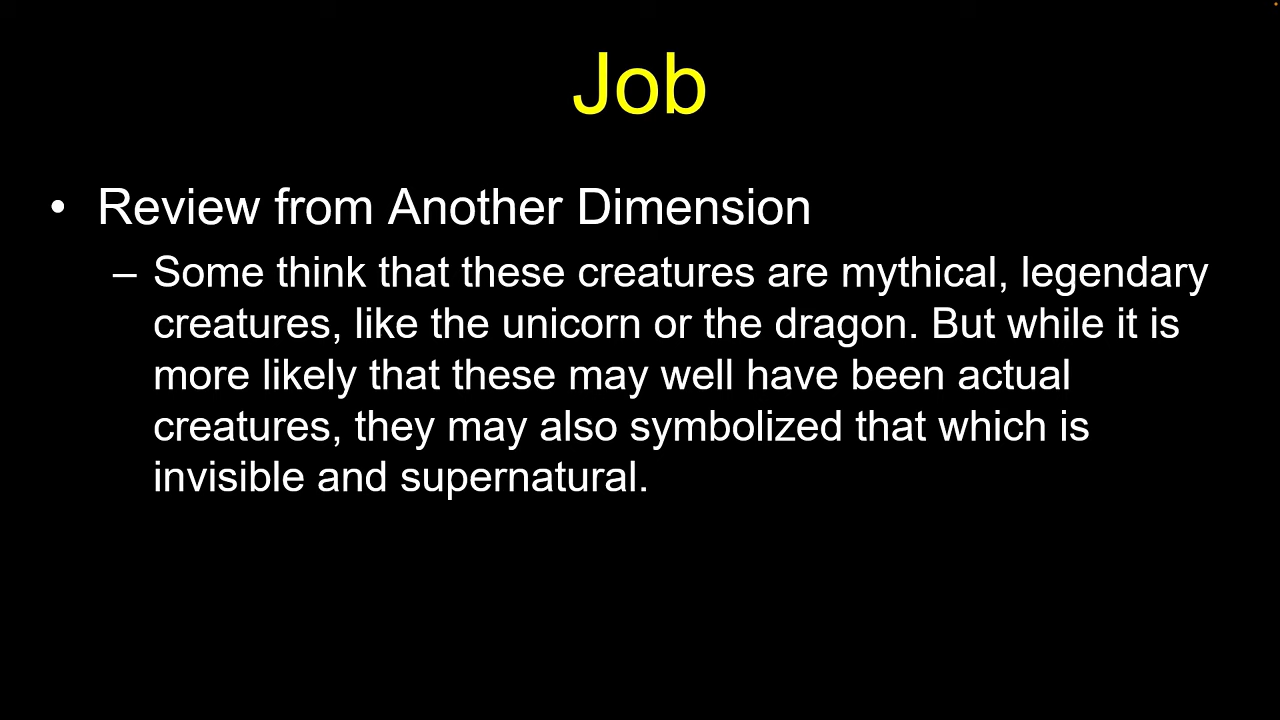 Job
• Review from Another Dimension
– Some think that these creatures are mythical, legendary
creatures, like the unicorn or the dragon. But while it is
more likely that these may well have been actual
creatures, they may also symbolized that which is
invisible and supernatural.